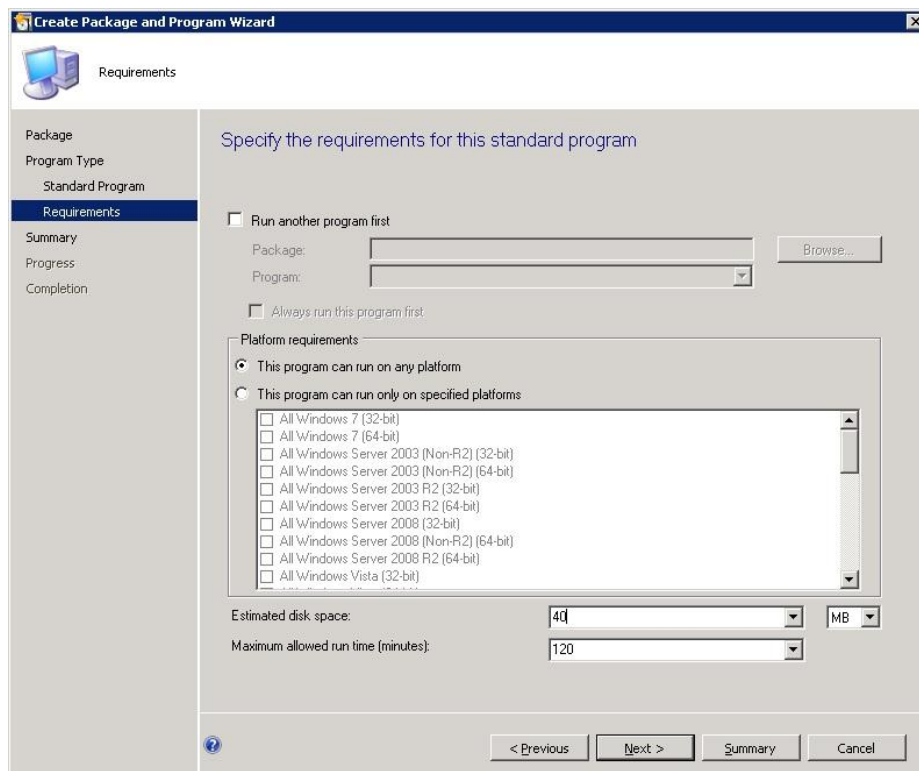 Create Package and Program Wizard
Requirements
Package
Program Type
Standard Program
Requirements
Summary
Progress
Completion
Specify the requirements for this standard program
Run another program first
Package:
Browse...
Program:
Always run this program first
Platform requirements
This program can run on any platform
This program can run only on specified platforms
All Windows 7 (32-bit)
All Windows 7 (64-bit)
All Windows Server 2003 (Non-R2) (32-bit)
All Windows Server 2003 (Non-R2) (64-bit)
All Windows Server 2003 R2 (32-bit)
All Windows Server 2003 R2 (64-bit)
All Windows Server 2008 (32-bit)
All Windows Server 2008 (Non-R2) (64-bit)
All Windows Server 2008 R2 (64-bit)
All Windows Vista (32-bit)
Estimated disk space: 40 MB
Maximum allowed run time (minutes): 120
< Previous Next > Summary Cancel